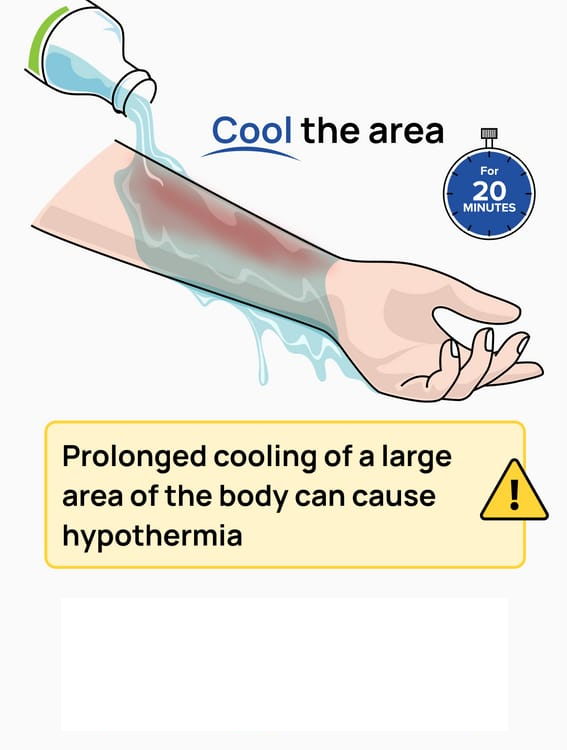 Cool the area
For
20
MINUTES
Prolonged cooling of a large
area of the body can cause
hypothermia
!